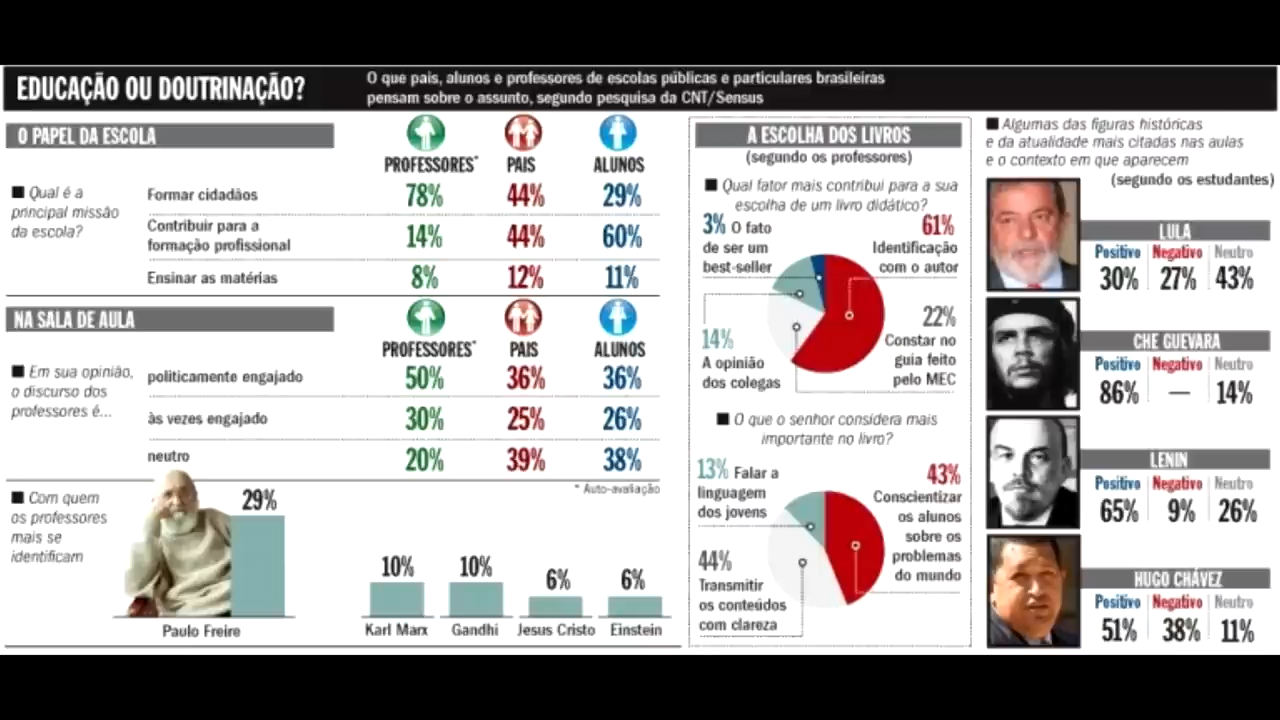 EDUCAÇÃO OU DOUTRINAÇÃO?
O que pais, alunos e professores de escolas públicas e particulares brasileiras
pensam sobre o assunto, segundo pesquisa da CNT/Sensus
O PAPEL DA ESCOLA
PROFESSORES* PAIS ALUNOS
■ Qual é a
principal missão
da escola?
Formar cidadãos 78% 44% 29%
Contribuir para a
formação profissional 14% 44% 60%
Ensinar as matérias 8% 12% 11%
NA SALA DE AULA
PROFESSORES* PAIS ALUNOS
■ Em sua opinião,
o discurso dos
professores é...
politicamente engajado 50% 36% 36%
às vezes engajado 30% 25% 26%
neutro 20% 39% 38%
* Auto-avaliação
■ Com quem
os professores
mais se
identificam
29%
10%
10%
6%
6%
Paulo Freire
Karl Marx
Gandhi
Jesus Cristo
Einstein
A ESCOLHA DOS LIVROS
(segundo os professores)
■ Qual fator mais contribui para a sua
escolha de um livro didático?
3% O fato
de ser um
best-seller
61%
Identificação
com o autor
14%
A opinião
dos colegas
22%
Constar no
guia feito
pelo MEC
■ O que o senhor considera mais
importante no livro?
13% Falar a
linguagem
dos jovens
43%
Conscientizar
os alunos
sobre os
problemas
do mundo
44%
Transmitir
os conteúdos
com clareza
■ Algumas das figuras históricas
e da atualidade mais citadas nas aulas
e o contexto em que aparecem
(segundo os estudantes)
LULA
Positivo Negativo Neutro
30% 27% 43%
CHE GUEVARA
Positivo Negativo Neutro
86% — 14%
LENIN
Positivo Negativo Neutro
65% 9% 26%
HUGO CHÁVEZ
Positivo Negativo Neutro
51% 38% 11%